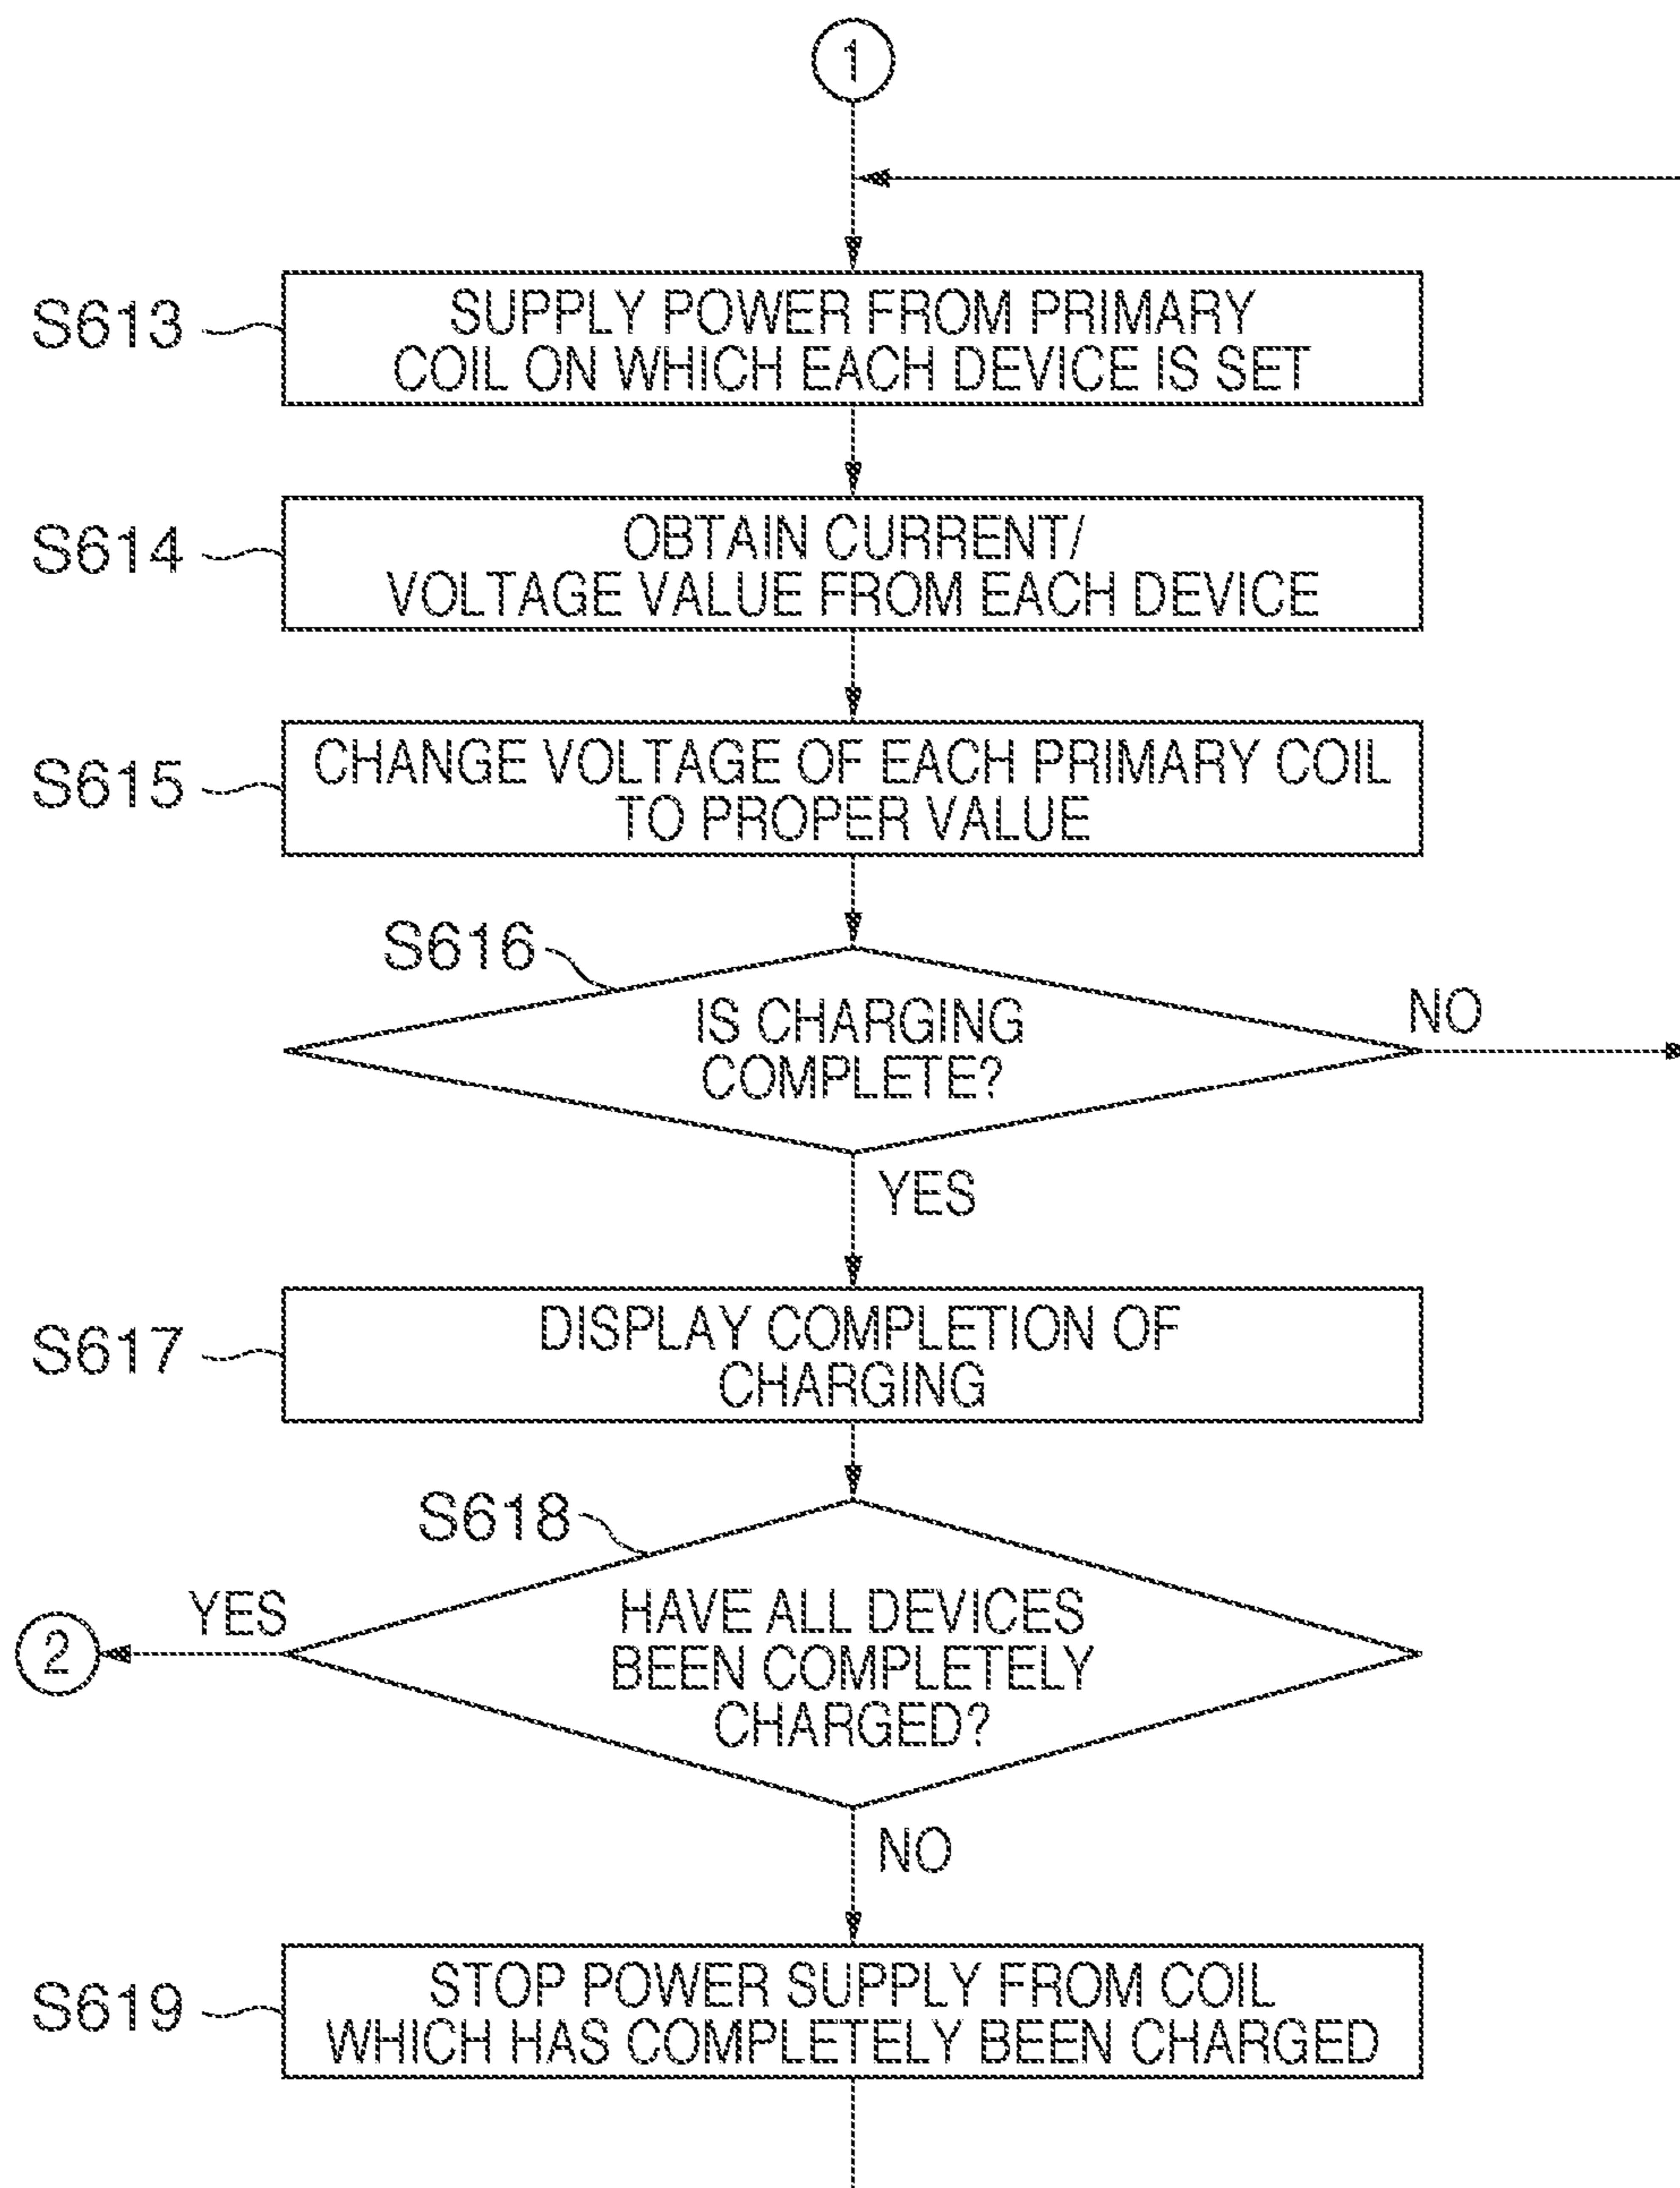 1
S613
SUPPLY POWER FROM PRIMARY
COIL ON WHICH EACH DEVICE IS SET
S614
OBTAIN CURRENT/
VOLTAGE VALUE FROM EACH DEVICE
S615
CHANGE VOLTAGE OF EACH PRIMARY COIL
TO PROPER VALUE
S616
IS CHARGING
COMPLETE?
NO
YES
S617
DISPLAY COMPLETION OF
CHARGING
S618
YES
2
HAVE ALL DEVICES
BEEN COMPLETELY
CHARGED?
NO
S619
STOP POWER SUPPLY FROM COIL
WHICH HAS COMPLETELY BEEN CHARGED